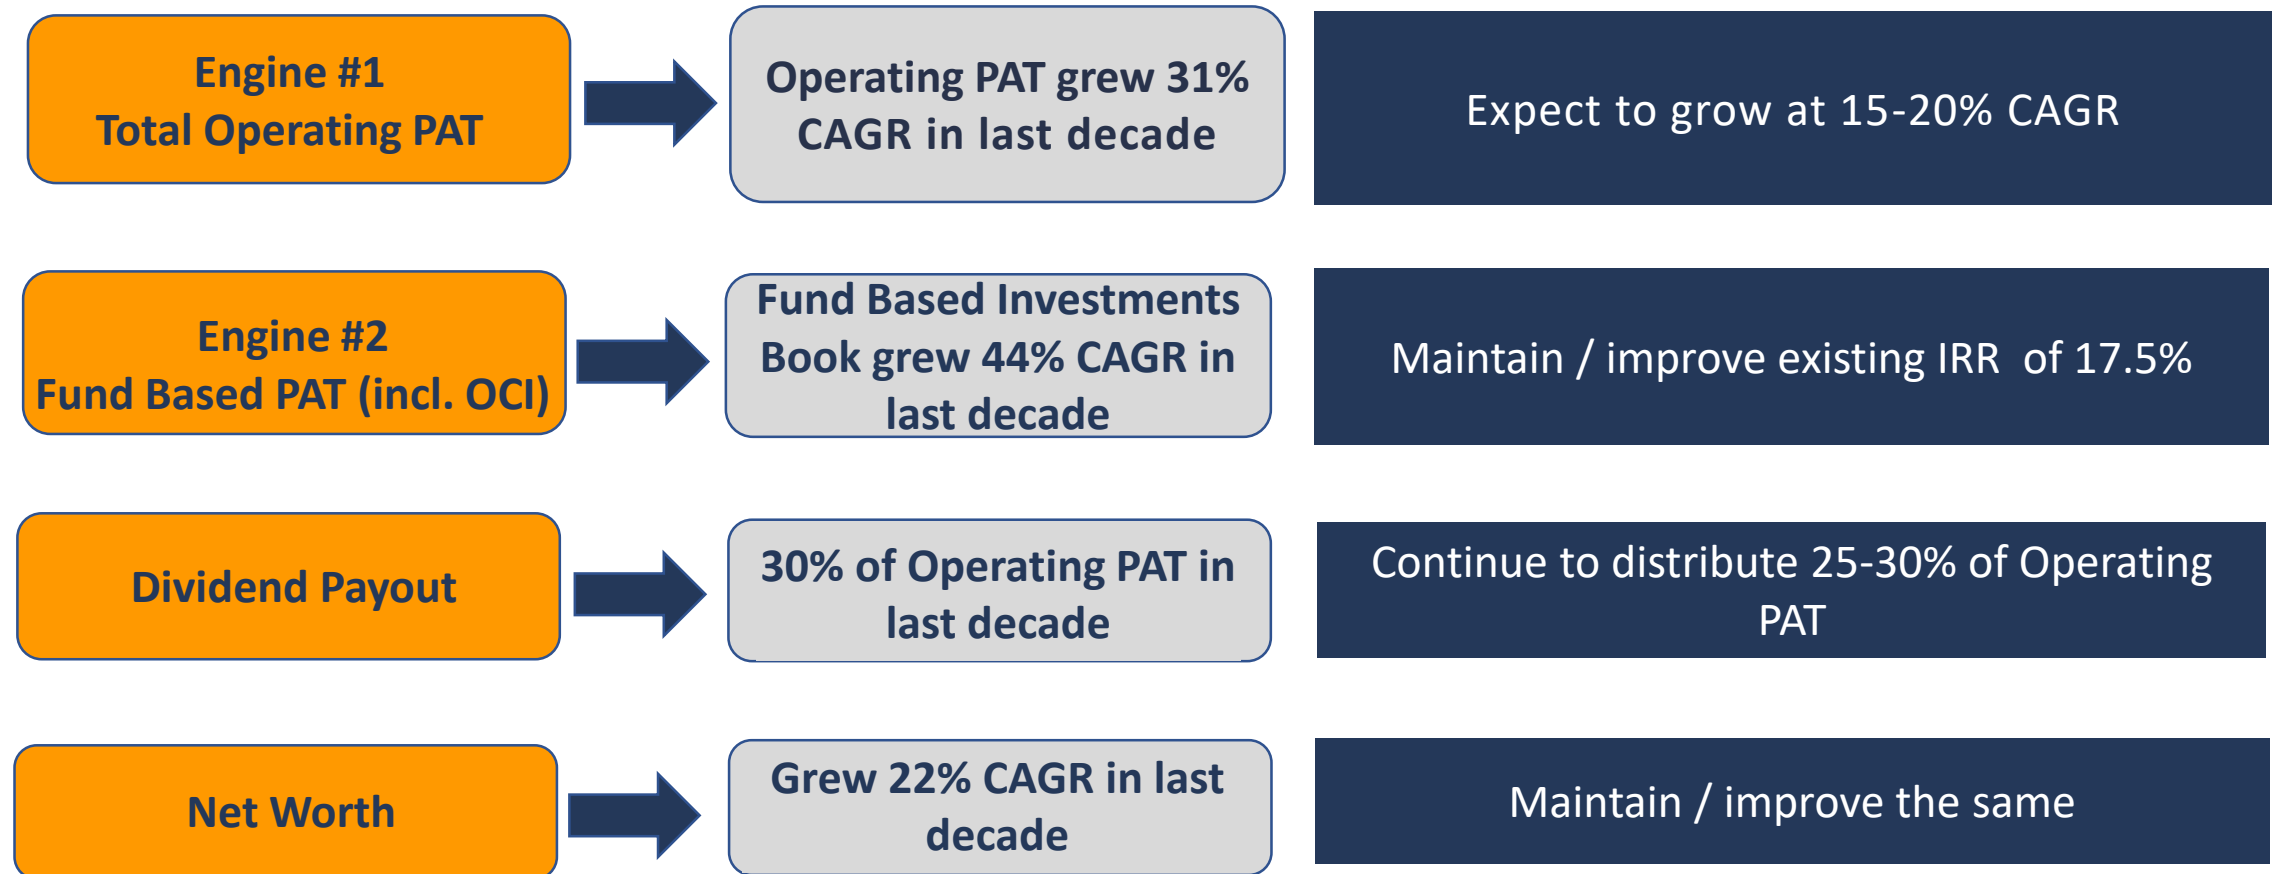 Engine #1
Total Operating PAT
Operating PAT grew 31%
CAGR in last decade
Expect to grow at 15-20% CAGR
Engine #2
Fund Based PAT (incl. OCI)
Fund Based Investments
Book grew 44% CAGR in
last decade
Maintain / improve existing IRR of 17.5%
Dividend Payout
30% of Operating PAT in
last decade
Continue to distribute 25-30% of Operating
PAT
Net Worth
Grew 22% CAGR in last
decade
Maintain / improve the same